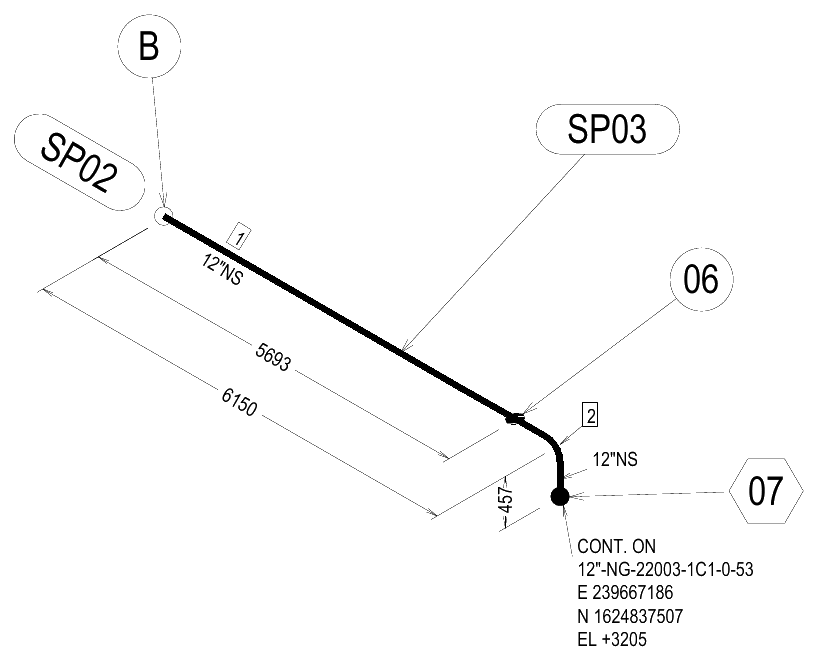 B
SP02
SP03
1
12"NS
06
5693
6150
2
12"NS
457
07
CONT. ON
12"-NG-22003-1C1-0-53
E 239667186
N 1624837507
EL +3205